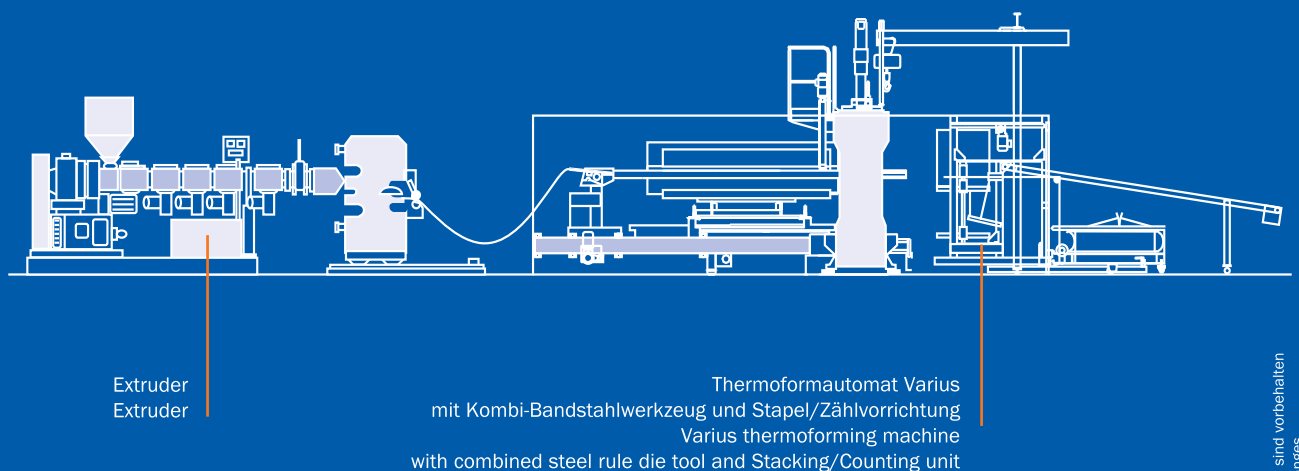 Extruder
Extruder
Thermoformautomat Varius
mit Kombi-Bandstahlwerkzeug und Stapel/Zählvorrichtung
Varius thermoforming machine
with combined steel rule die tool and Stacking/Counting unit
sind vorbehalten